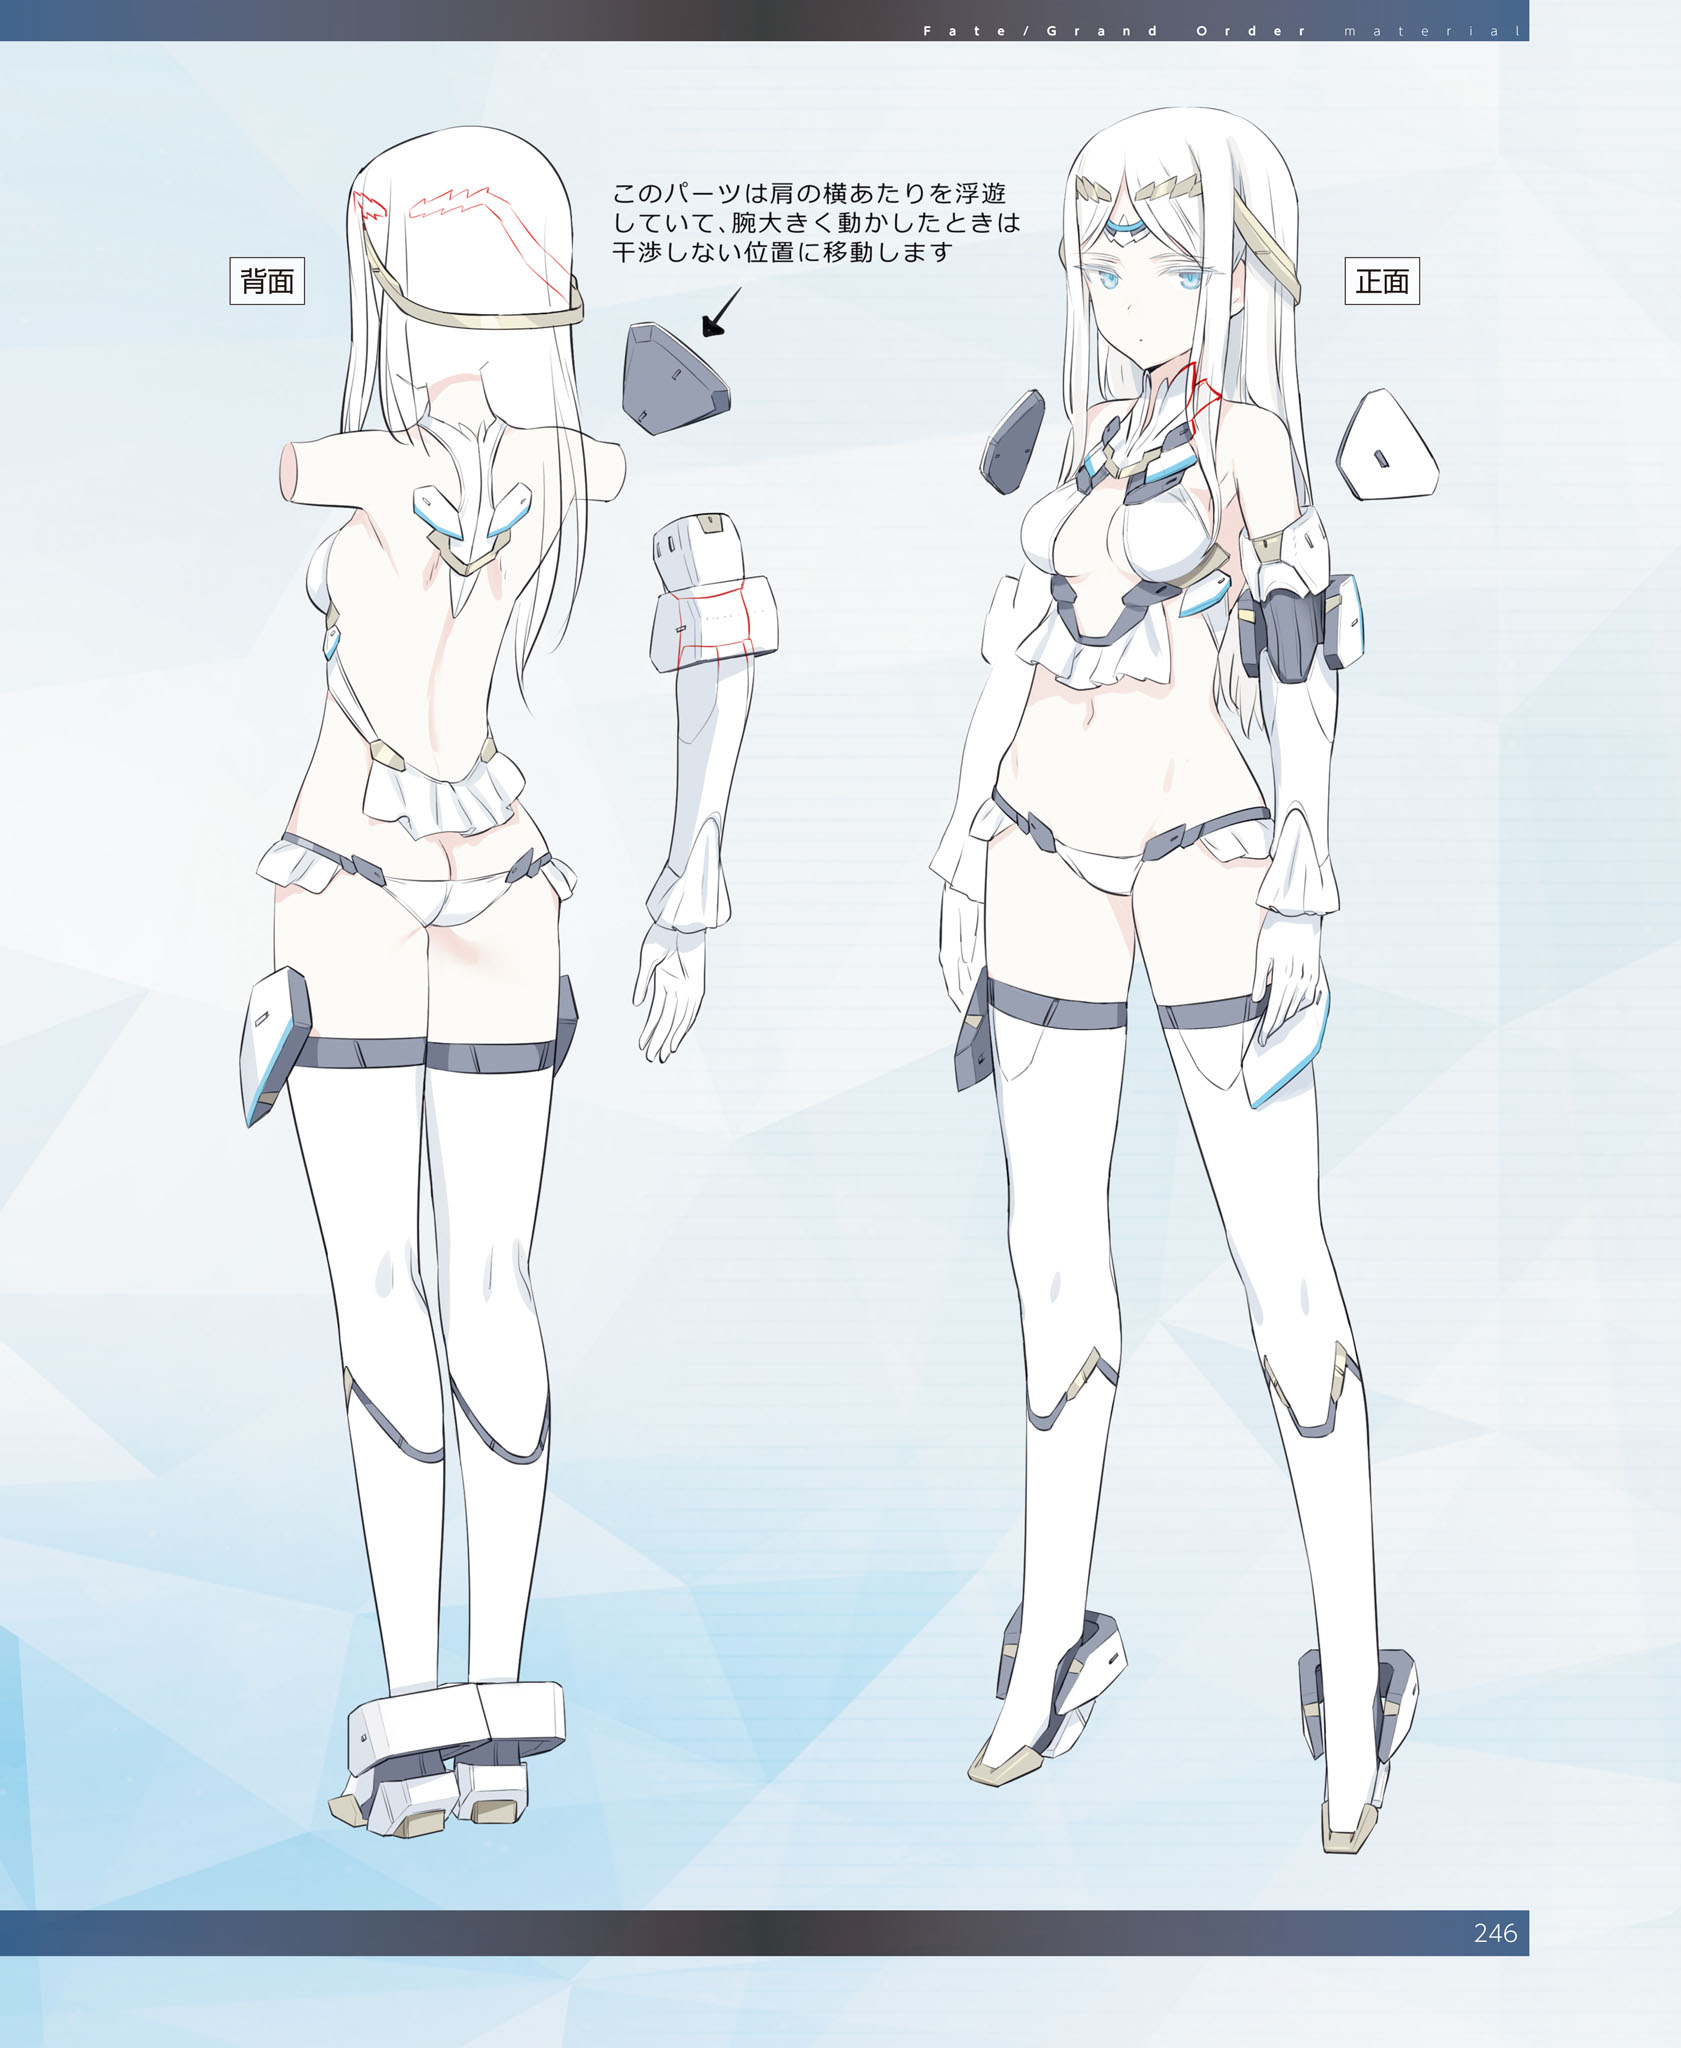 Fate/Grand Order material
このパーツは肩の横あたりを浮遊
していて、腕大きく動かしたときは
干渉しない位置に移動します
背面
正面
246